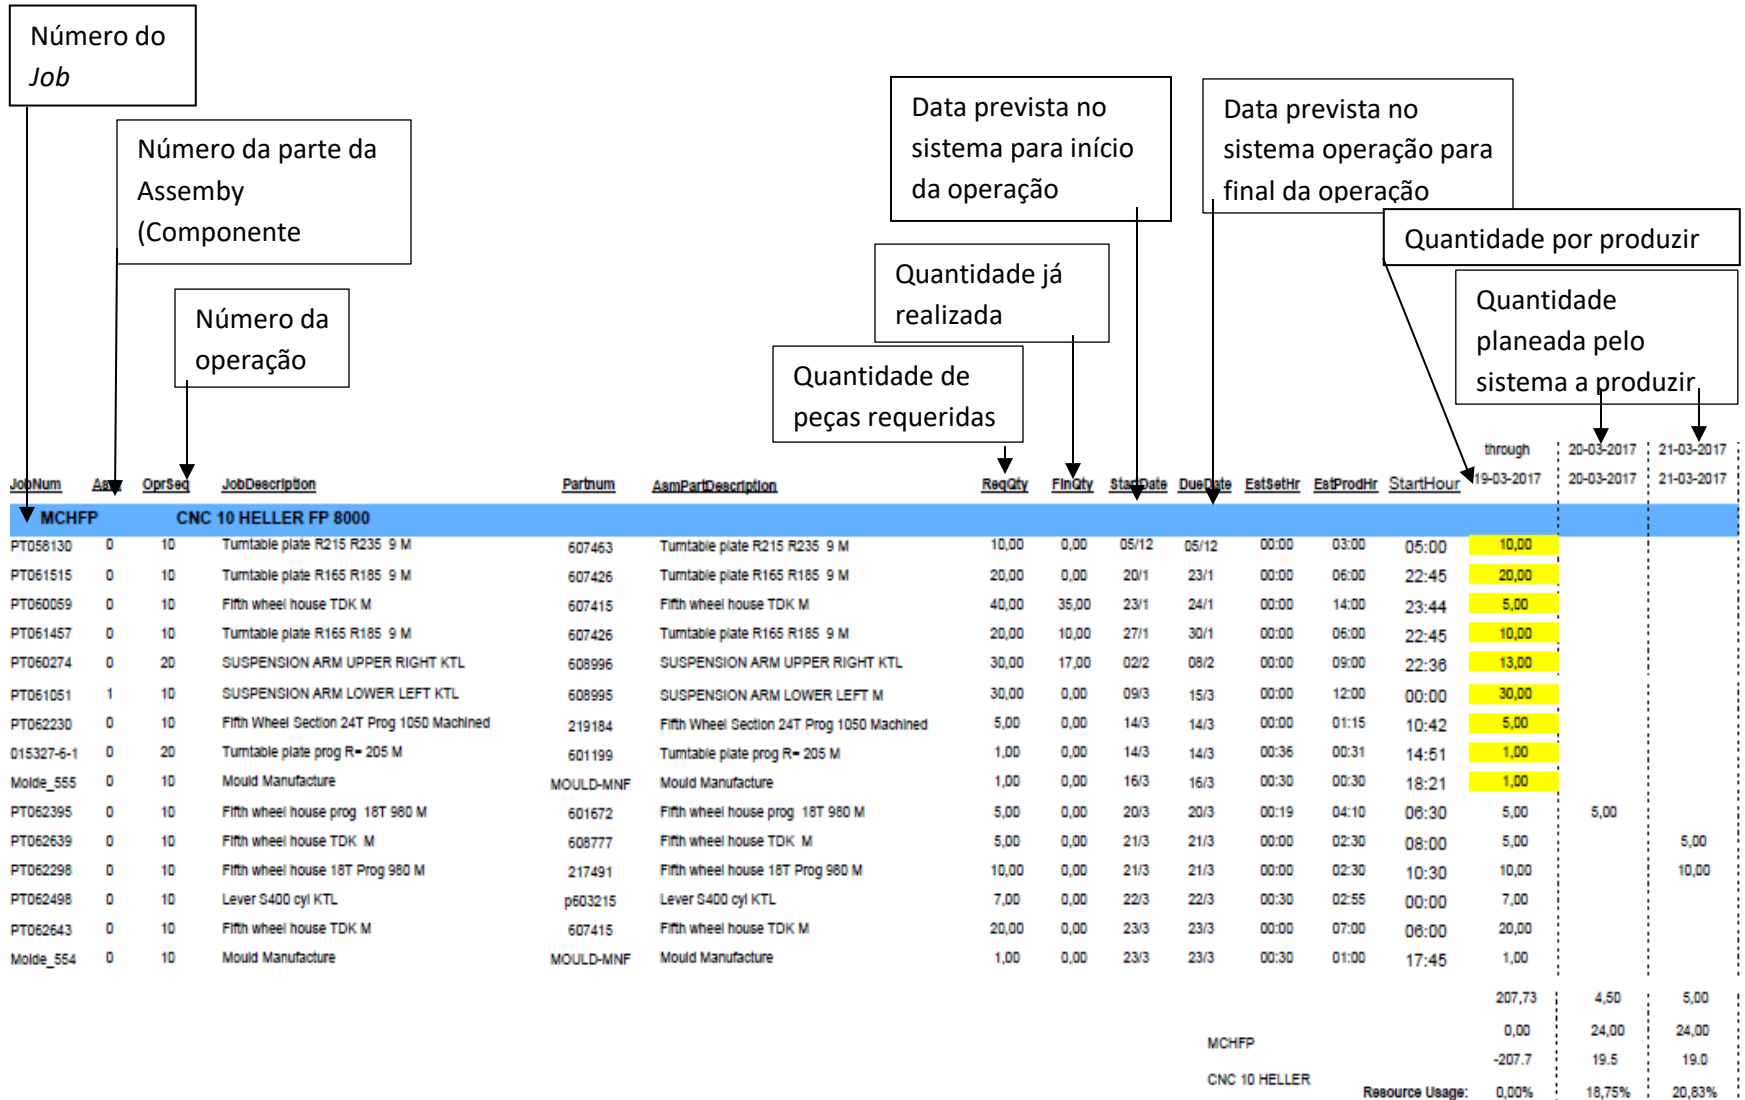 Número do
Job
Número da parte da
Assemby
(Componente
Número da
operação
Data prevista no
sistema para início
da operação
Data prevista no
sistema operação para
final da operação
Quantidade por produzir
Quantidade já
realizada
Quantidade
planeada pelo
sistema a produzir
Quantidade de
peças requeridas
through 20-03-2017 21-03-2017
JobNum OprSeq JobDescription Partnum AsmPartDescription ReqQty FinQty StartDate DueDate EstSetHr EstProdHr StartHour 19-03-2017 20-03-2017 21-03-2017
MCHFP CNC 10 HELLER FP 8000
PT058130 0 10 Turntable plate R215 R235 9 M 607463 Turntable plate R215 R235 9 M 10,00 0,00 05/12 05/12 00:00 03:00 05:00 10,00
PT061515 0 10 Turntable plate R165 R185 9 M 607426 Turntable plate R165 R185 9 M 20,00 0,00 20/1 23/1 00:00 06:00 22:45 20,00
PT060059 0 10 Fifth wheel house TDK M 607415 Fifth wheel house TDK M 40,00 35,00 23/1 24/1 00:00 14:00 23:44 5,00
PT061457 0 10 Turntable plate R165 R185 9 M 607426 Turntable plate R165 R185 9 M 20,00 10,00 27/1 30/1 00:00 06:00 22:45 10,00
PT060274 0 20 SUSPENSION ARM UPPER RIGHT KTL 608996 SUSPENSION ARM UPPER RIGHT KTL 30,00 17,00 02/2 08/2 00:00 09:00 22:36 13,00
PT061051 1 10 SUSPENSION ARM LOWER LEFT KTL 608995 SUSPENSION ARM LOWER LEFT M 30,00 0,00 09/3 15/3 00:00 12:00 00:00 30,00
PT062230 0 10 Fifth Wheel Section 24T Prog 1050 Machined 219184 Fifth Wheel Section 24T Prog 1050 Machined 5,00 0,00 14/3 14/3 00:00 01:15 10:42 5,00
015327-6-1 0 20 Turntable plate prog R= 205 M 601199 Turntable plate prog R= 205 M 1,00 0,00 14/3 14/3 00:36 00:31 14:51 1,00
Molde_555 0 10 Mould Manufacture MOULD-MNF Mould Manufacture 1,00 0,00 16/3 16/3 00:30 00:30 18:21 1,00
PT062395 0 10 Fifth wheel house prog 18T 980 M 601672 Fifth wheel house prog 18T 980 M 5,00 0,00 20/3 20/3 00:19 04:10 06:30 5,00 5,00
PT062639 0 10 Fifth wheel house TDK M 608777 Fifth wheel house TDK M 5,00 0,00 21/3 21/3 00:00 02:30 08:00 5,00 5,00
PT062298 0 10 Fifth wheel house 18T Prog 980 M 217491 Fifth wheel house 18T Prog 980 M 10,00 0,00 21/3 21/3 00:00 02:30 10:30 10,00 10,00
PT062498 0 10 Lever S400 cyl KTL p603215 Lever S400 cyl KTL 7,00 0,00 22/3 22/3 00:30 02:55 00:00 7,00
PT062643 0 10 Fifth wheel house TDK M 607415 Fifth wheel house TDK M 20,00 0,00 23/3 23/3 00:00 07:00 06:00 20,00
Molde_554 0 10 Mould Manufacture MOULD-MNF Mould Manufacture 1,00 0,00 23/3 23/3 00:30 01:00 17:45 1,00
207,73 4,50 5,00
0,00 24,00 24,00
MCHFP
-207.7 19.5 19.0
CNC 10 HELLER
Resource Usage: 0,00% 18,75% 20,83%